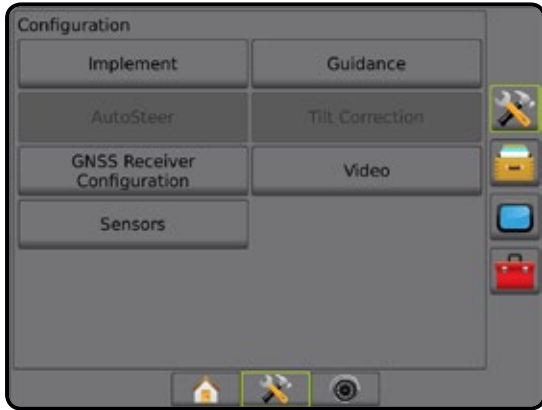 Configuration
Implement
Guidance
AutoSteer
Tilt Correction
GNSS Receiver
Configuration
Video
Sensors